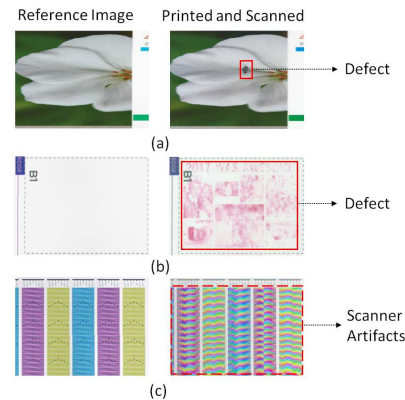 Reference Image
Printed and Scanned
Defect
(a)
B1
B1
Defect
(b)
Scanner
Artifacts
(c)